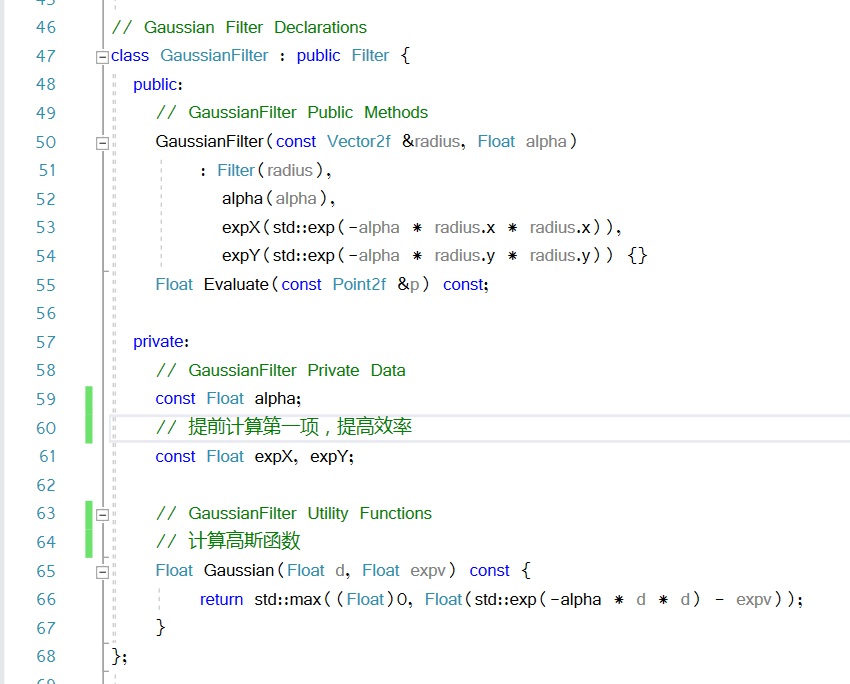 46 // Gaussian Filter Declarations
47 class GaussianFilter : public Filter {
48 public:
49 // GaussianFilter Public Methods
50 GaussianFilter(const Vector2f &radius, Float alpha)
51 : Filter(radius),
52 alpha(alpha),
53 expX(std::exp(-alpha * radius.x * radius.x)),
54 expY(std::exp(-alpha * radius.y * radius.y)) {}
55 Float Evaluate(const Point2f &p) const;
56
57 private:
58 // GaussianFilter Private Data
59 const Float alpha;
60 // 提前计算第一项，提高效率
61 const Float expX, expY;
62
63 // GaussianFilter Utility Functions
64 // 计算高斯函数
65 Float Gaussian(Float d, Float expv) const {
66 return std::max((Float)0, Float(std::exp(-alpha * d * d) - expv));
67 }
68 };